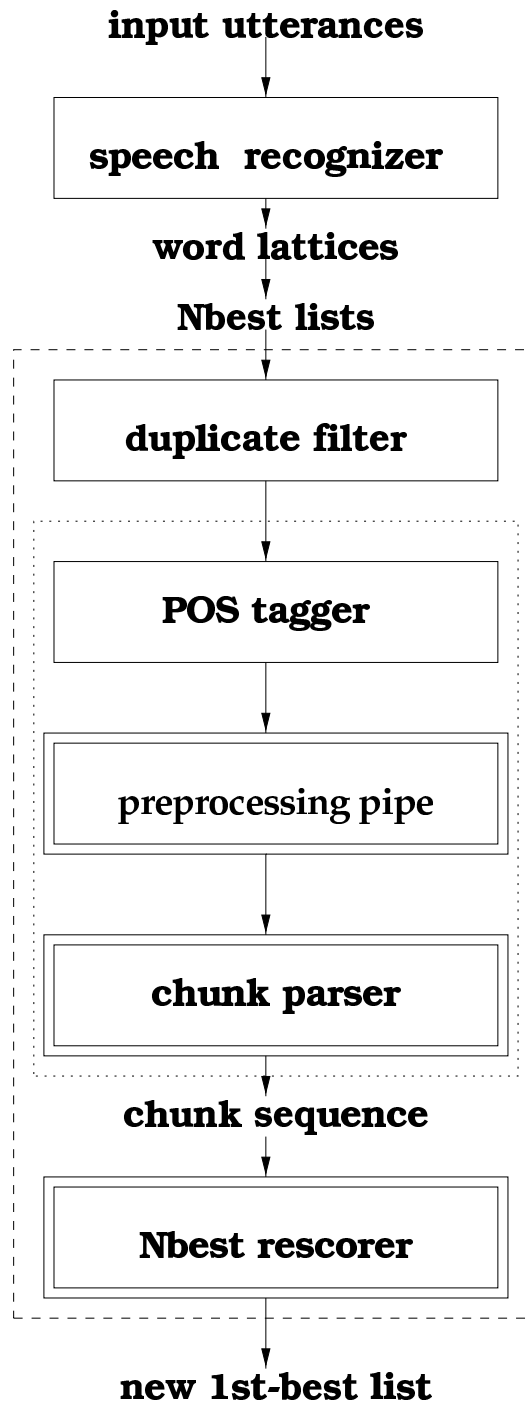 input utterances
speech recognizer
word lattices
Nbest lists
duplicate filter
POS tagger
preprocessing pipe
chunk parser
chunk sequence
Nbest rescorer
new 1st-best list